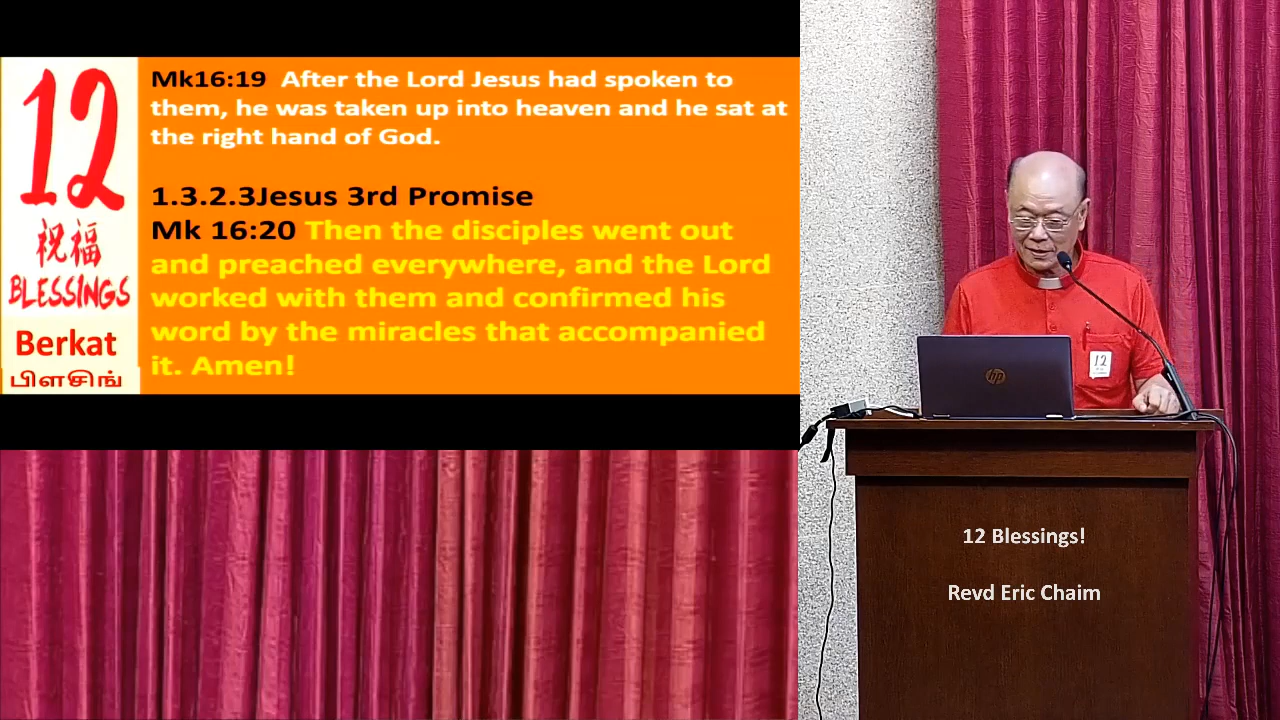 12
祝福
BLESSINGS
Berkat
பிளசிங்
Mk16:19 After the Lord Jesus had spoken to
them, he was taken up into heaven and he sat at
the right hand of God.
1.3.2.3Jesus 3rd Promise
Mk 16:20 Then the disciples went out
and preached everywhere, and the Lord
worked with them and confirmed his
word by the miracles that accompanied
it. Amen!
12
hp
12 Blessings!
Revd Eric Chaim